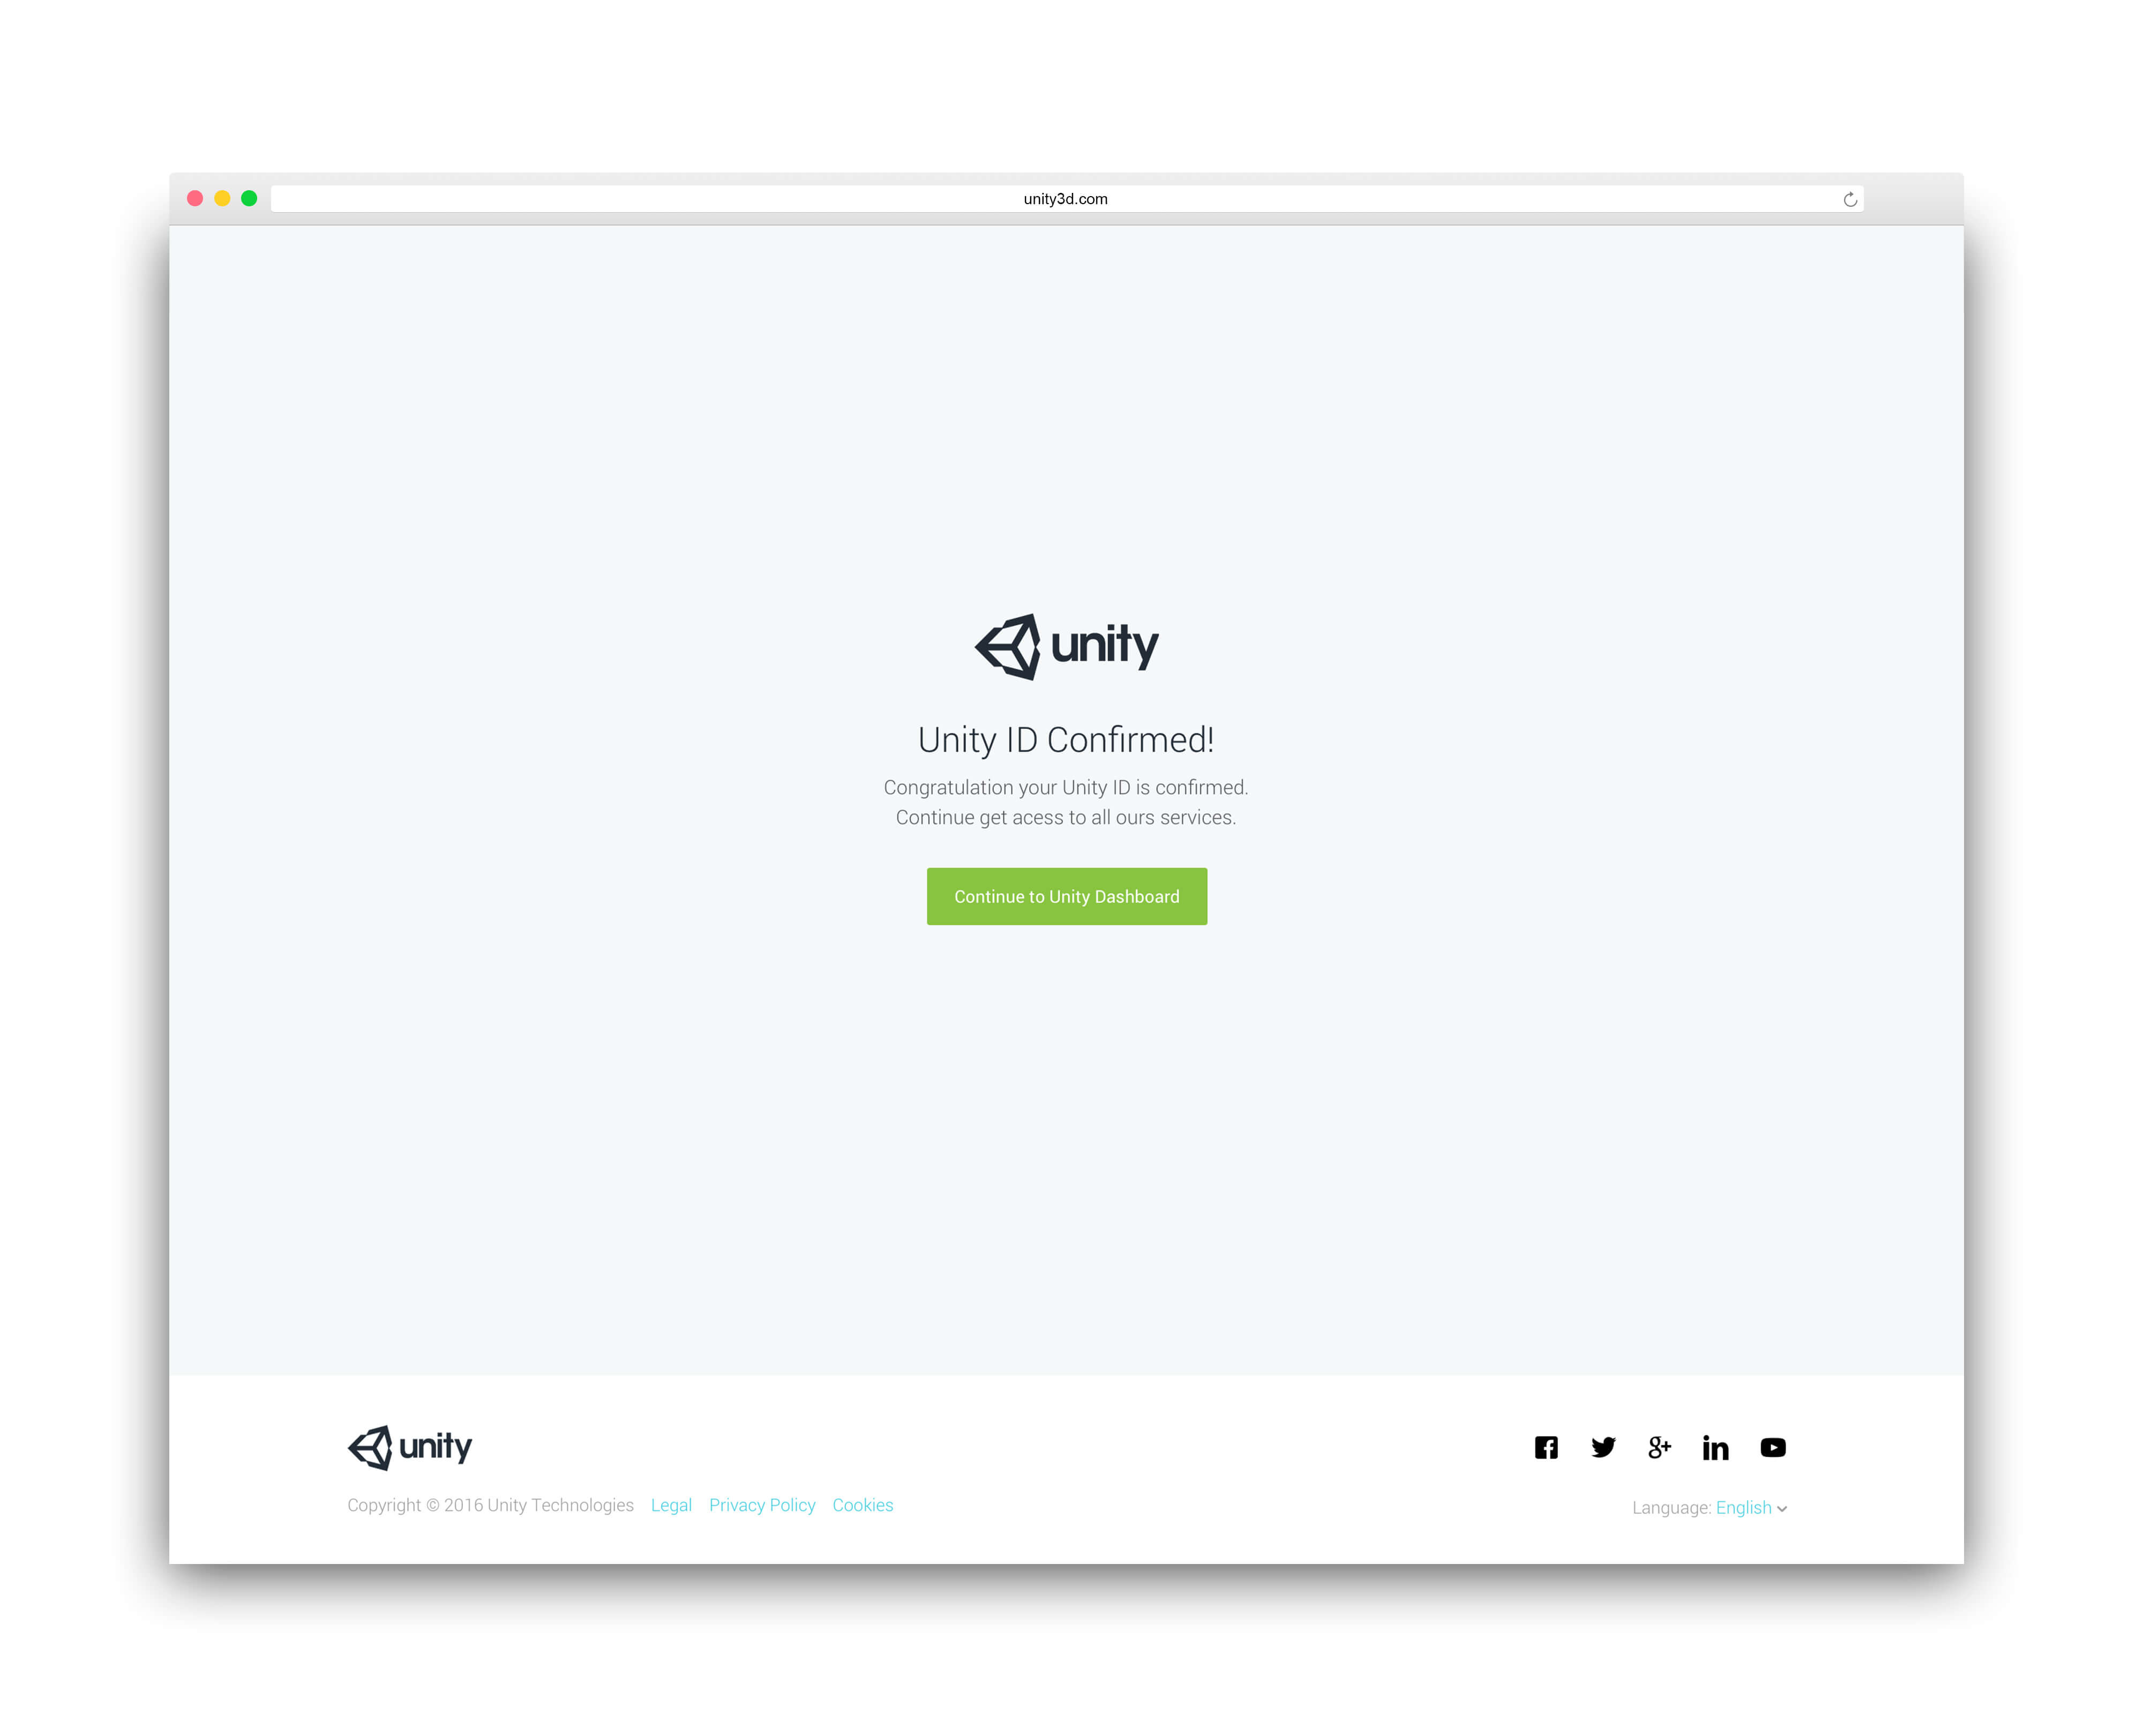 unity3d.com
unity
Unity ID Confirmed!
Congratulation your Unity ID is confirmed.
Continue get acess to all ours services.
Continue to Unity Dashboard
unity
Copyright © 2016 Unity Technologies Legal Privacy Policy Cookies
Language: English